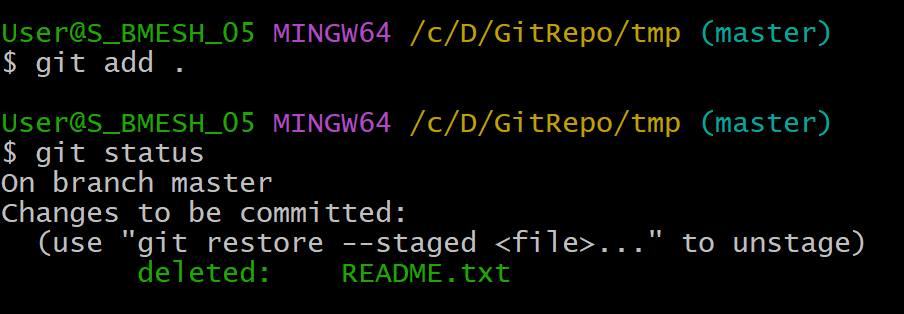 User@S_BMESH_05 MINGW64 /c/D/GitRepo/tmp (master)
$ git add .
User@S_BMESH_05 MINGW64 /c/D/GitRepo/tmp (master)
$ git status
On branch master
Changes to be committed:
  (use "git restore --staged <file>..." to unstage)
        deleted:    README.txt